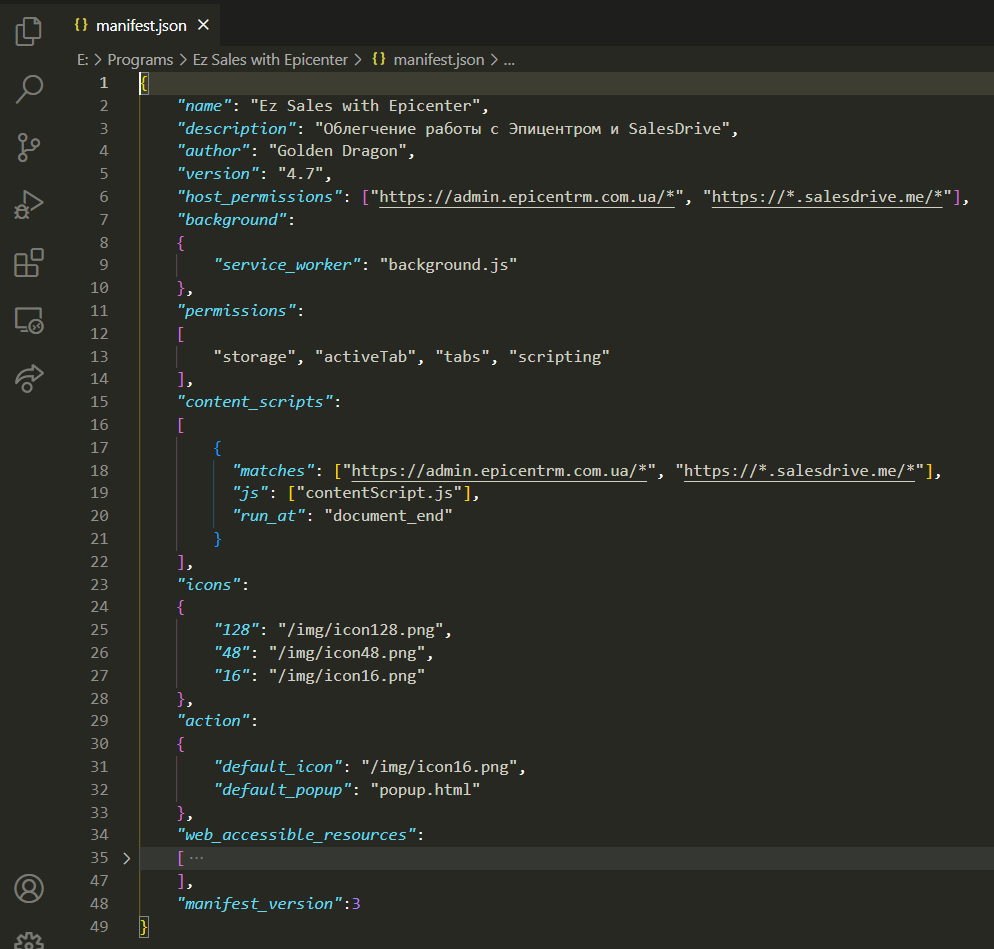 {} manifest.json ×
E: > Programs > Ez Sales with Epicenter > {} manifest.json > ...
1 {
2 "name": "Ez Sales with Epicenter",
3 "description": "Облегчение работы с Эпицентром и SalesDrive",
4 "author": "Golden Dragon",
5 "version": "4.7",
6 "host_permissions": ["https://admin.epicentrm.com.ua/*", "https://*.salesdrive.me/*"],
7 "background":
8 {
9 "service_worker": "background.js"
10 },
11 "permissions":
12 [
13 "storage", "activeTab", "tabs", "scripting"
14 ],
15 "content_scripts":
16 [
17 {
18 "matches": ["https://admin.epicentrm.com.ua/*", "https://*.salesdrive.me/*"],
19 "js": ["contentScript.js"],
20 "run_at": "document_end"
21 }
22 ],
23 "icons":
24 {
25 "128": "/img/icon128.png",
26 "48": "/img/icon48.png",
27 "16": "/img/icon16.png"
28 },
29 "action":
30 {
31 "default_icon": "/img/icon16.png",
32 "default_popup": "popup.html"
33 },
34 "web_accessible_resources":
35 > [ ...
47 ],
48 "manifest_version":3
49 }